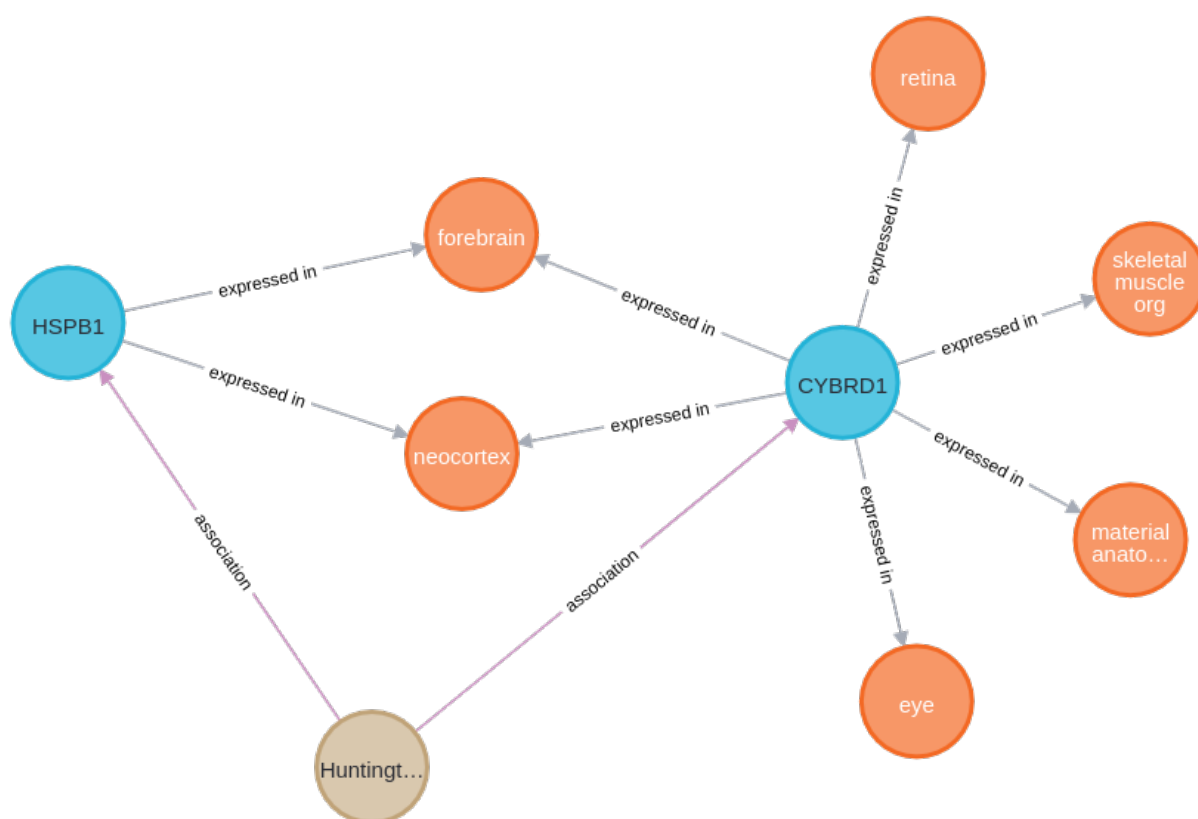 retina
forebrain
expressed in
expressed in
expressed in
skeletal
muscle
org
HSPB1
expressed in
CYBRD1
expressed in
expressed in
neocortex
expressed in
expressed in
material
anato…
association
association
expressed in
eye
Huntingt…